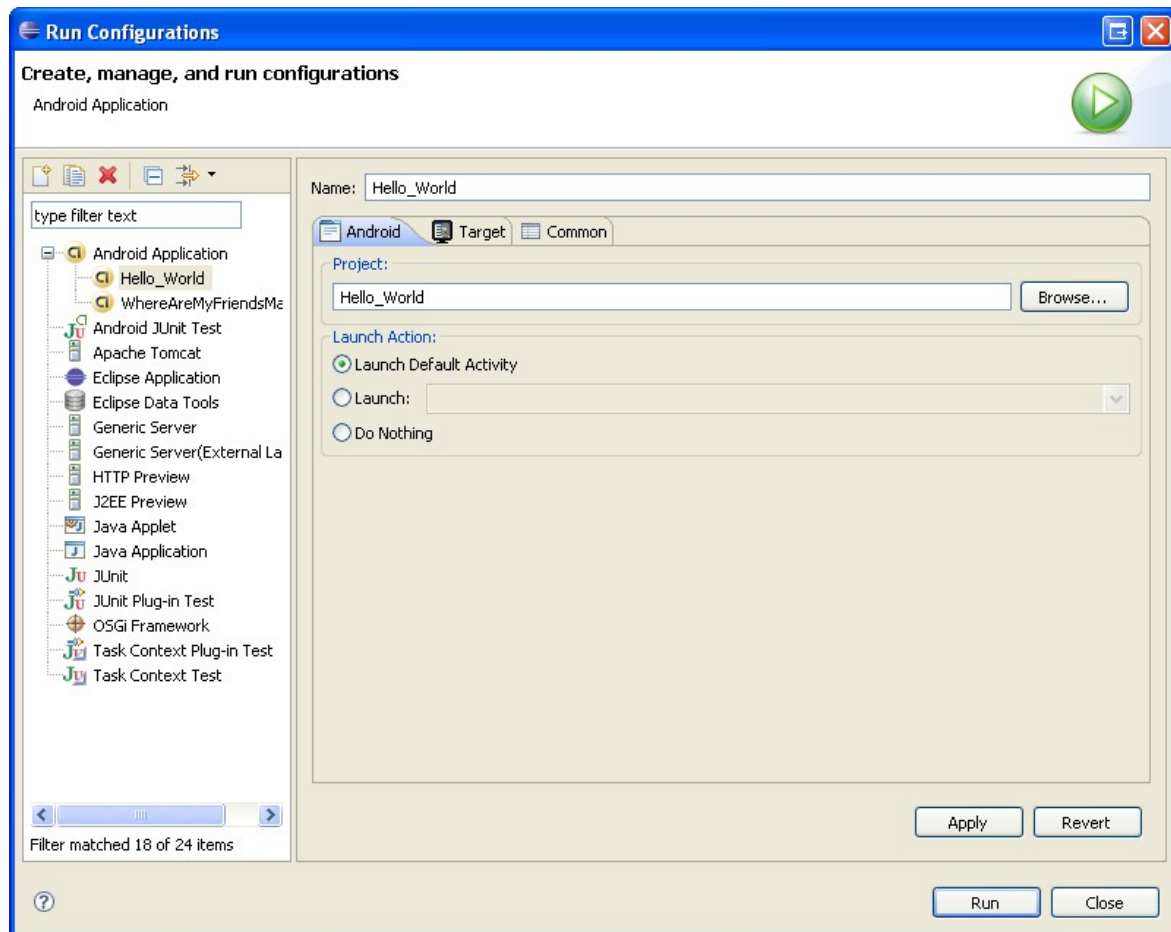 Run Configurations
Create, manage, and run configurations
Android Application
type filter text
Android Application
Hello_World
WhereAreMyFriendsMa
Android JUnit Test
Apache Tomcat
Eclipse Application
Eclipse Data Tools
Generic Server
Generic Server(External La
HTTP Preview
J2EE Preview
Java Applet
Java Application
JUnit
JUnit Plug-in Test
OSGi Framework
Task Context Plug-in Test
Task Context Test
Filter matched 18 of 24 items
Name: Hello_World
Android Target Common
Project:
Hello_World Browse...
Launch Action:
Launch Default Activity
Launch:
Do Nothing
Apply Revert
Run Close